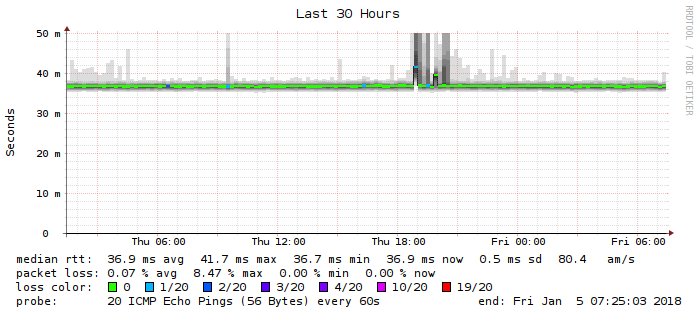 Last 30 Hours
RRDTOOL / TOBI OETIKER
Seconds
50 m
40 m
30 m
20 m
10 m
0
Thu 06:00 Thu 12:00 Thu 18:00 Fri 00:00 Fri 06:00
median rtt: 36.9 ms avg 41.7 ms max 36.7 ms min 36.9 ms now 0.5 ms sd 80.4 am/s
packet loss: 0.07 % avg 8.47 % max 0.00 % min 0.00 % now
loss color: 0 1/20 2/20 3/20 4/20 10/20 19/20
probe: 20 ICMP Echo Pings (56 Bytes) every 60s end: Fri Jan 5 07:25:03 2018